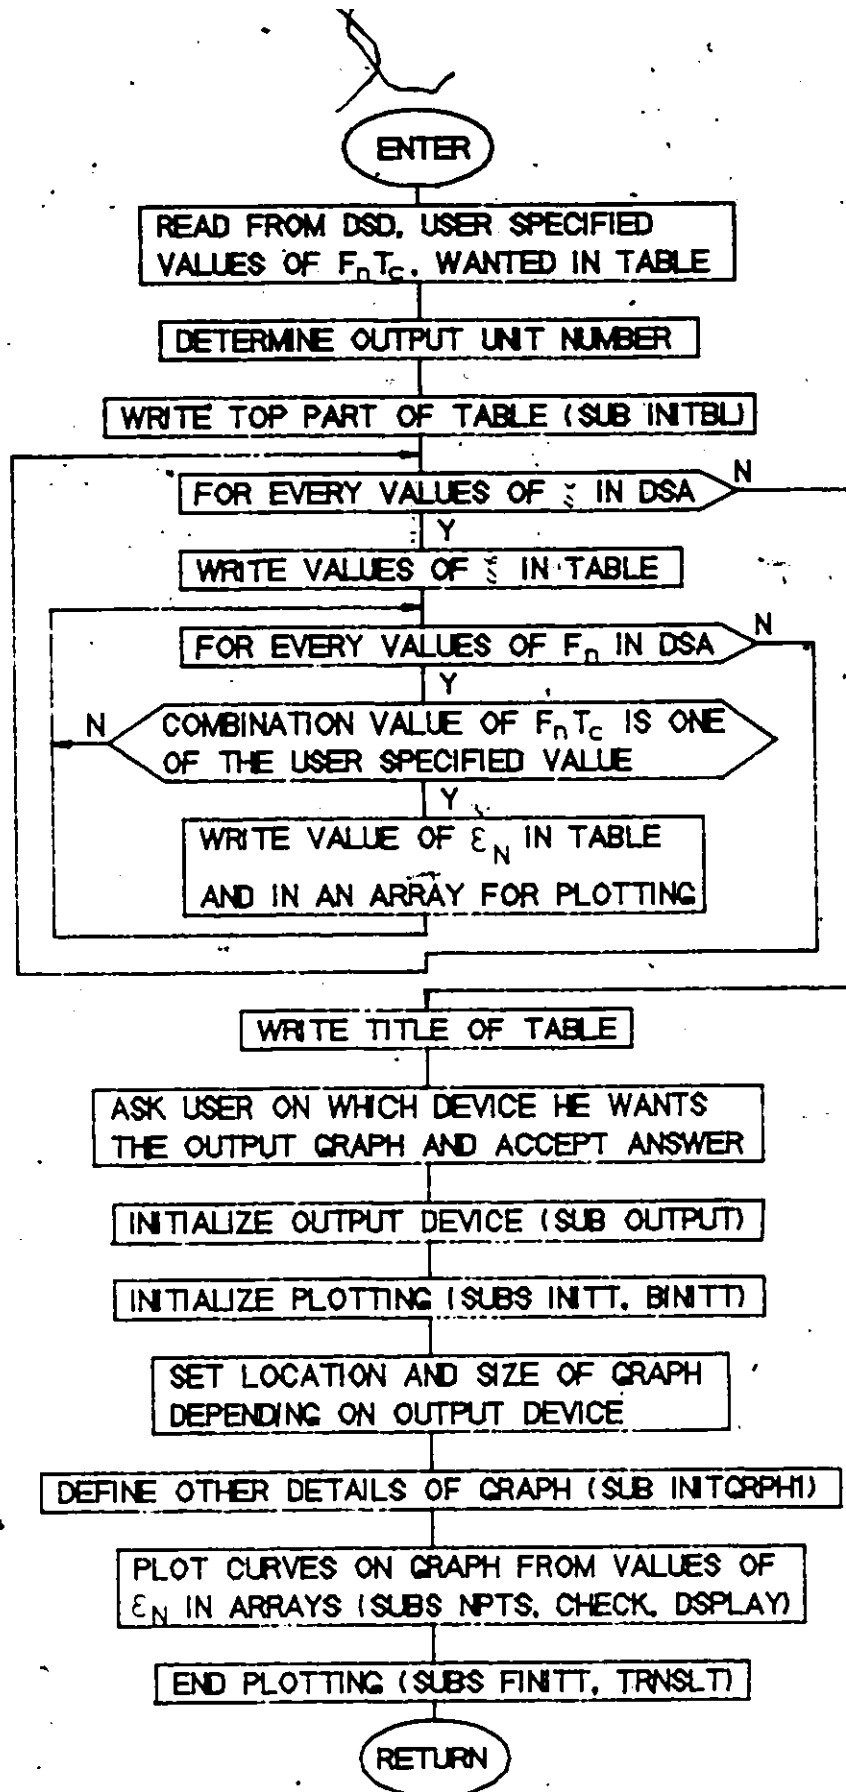 ENTER
READ FROM DSD, USER SPECIFIED
VALUES OF FnTc, WANTED IN TABLE
DETERMINE OUTPUT UNIT NUMBER
WRITE TOP PART OF TABLE (SUB INITBL)
FOR EVERY VALUES OF ξ IN DSA
N
Y
WRITE VALUES OF ξ IN TABLE
FOR EVERY VALUES OF Fn IN DSA
N
Y
N
COMBINATION VALUE OF FnTc IS ONE
OF THE USER SPECIFIED VALUE
Y
WRITE VALUE OF εN IN TABLE
AND IN AN ARRAY FOR PLOTTING
WRITE TITLE OF TABLE
ASK USER ON WHICH DEVICE HE WANTS
THE OUTPUT GRAPH AND ACCEPT ANSWER
INITIALIZE OUTPUT DEVICE (SUB OUTPUT)
INITIALIZE PLOTTING (SUBS INITT, BINITT)
SET LOCATION AND SIZE OF GRAPH
DEPENDING ON OUTPUT DEVICE
DEFINE OTHER DETAILS OF GRAPH (SUB INITGRPH1)
PLOT CURVES ON GRAPH FROM VALUES OF
εN IN ARRAYS (SUBS NPTS, CHECK, DSPLAY)
END PLOTTING (SUBS FINITT, TRNSLT)
RETURN